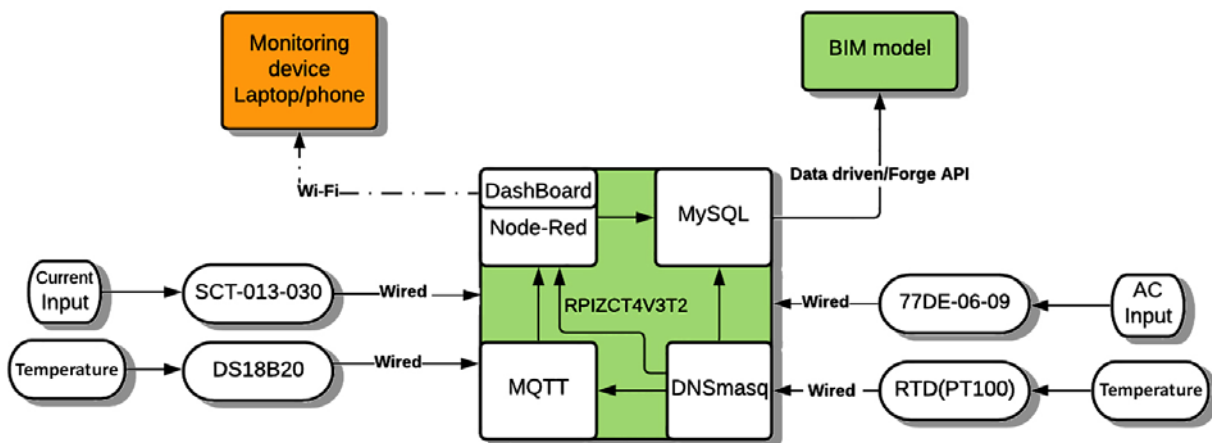 Monitoring
device
Laptop/phone
BIM model
Wi-Fi
Data driven/Forge API
DashBoard
Node-Red
MySQL
Current
Input
SCT-013-030
Wired
RPIZCT4V3T2
Wired
77DE-06-09
AC
Input
Temperature
DS18B20
Wired
MQTT
DNSmasq
Wired
RTD(PT100)
Temperature